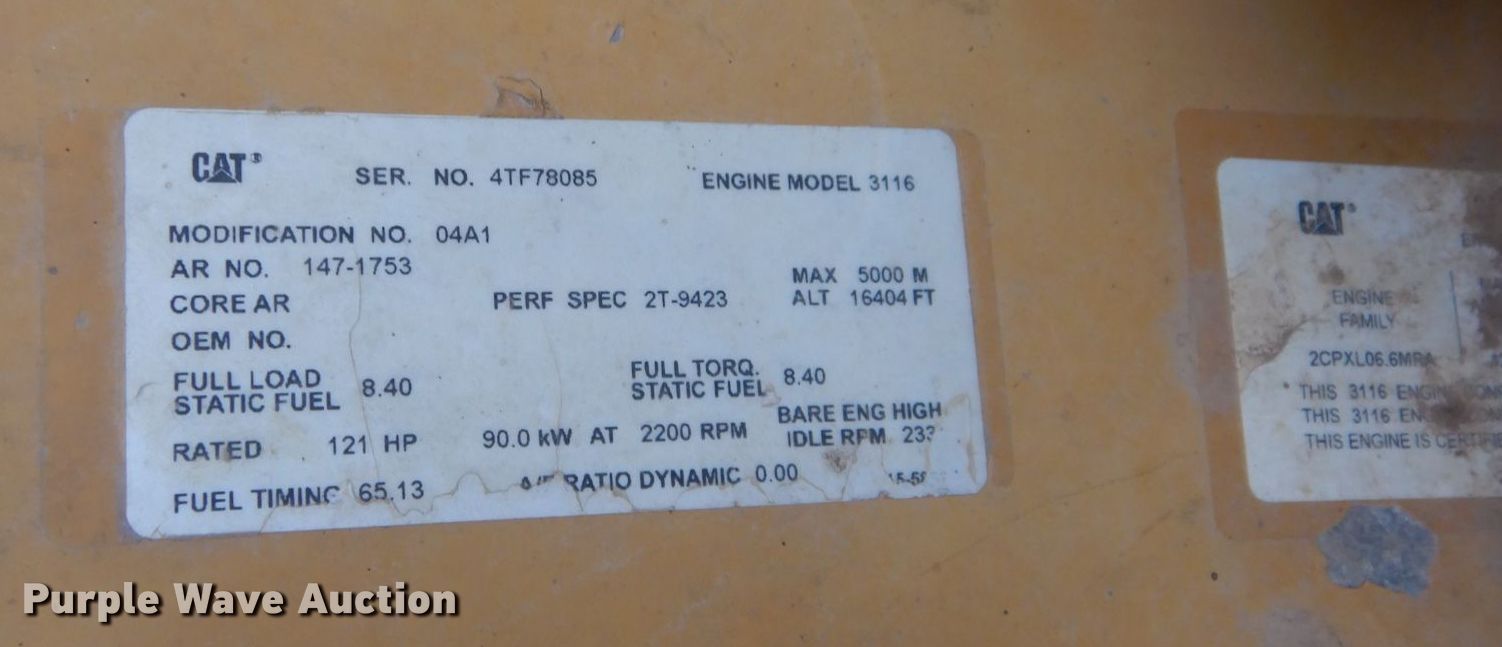 CAT®
SER. NO. 4TF78085
ENGINE MODEL 3116
MODIFICATION NO. 04A1
AR NO. 147-1753
CORE AR
PERF SPEC 2T-9423
MAX 5000 M
ALT 16404 FT
OEM NO.
FULL LOAD
STATIC FUEL 8.40
FULL TORQ.
STATIC FUEL 8.40
RATED 121 HP 90.0 kW AT 2200 RPM
BARE ENG HIGH
IDLE RPM
FUEL TIMING 65.13
RATIO DYNAMIC 0.00
CAT®
ENGINE
FAMILY
2CPXL06.6MRA
THIS 3116 ENGINE
THIS 3116
THIS ENGINE IS
Purple Wave Auction